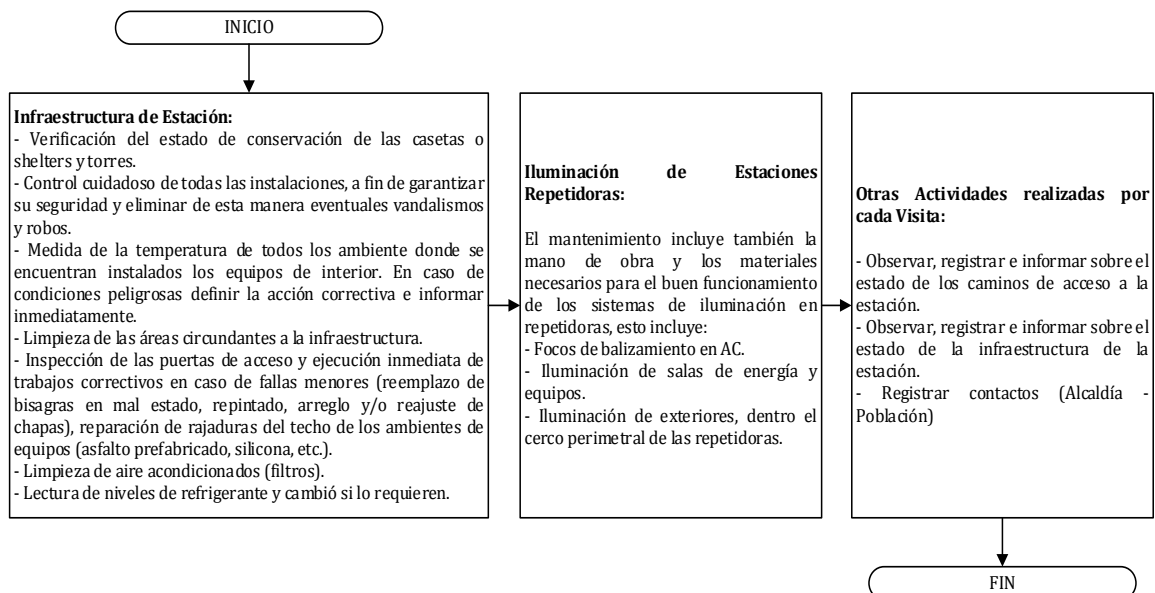 INICIO
Infraestructura de Estación:
- Verificación del estado de conservación de las casetas o
shelters y torres.
- Control cuidadoso de todas las instalaciones, a fin de garantizar
su seguridad y eliminar de esta manera eventuales vandalismos
y robos.
- Medida de la temperatura de todos los ambiente donde se
encuentran instalados los equipos de interior. En caso de
condiciones peligrosas definir la acción correctiva e informar
inmediatamente.
- Limpieza de las áreas circundantes a la infraestructura.
- Inspección de las puertas de acceso y ejecución inmediata de
trabajos correctivos en caso de fallas menores (reemplazo de
bisagras en mal estado, repintado, arreglo y/o reajuste de
chapas), reparación de rajaduras del techo de los ambientes de
equipos (asfalto prefabricado, silicona, etc.).
- Limpieza de aire acondicionados (filtros).
- Lectura de niveles de refrigerante y cambió si lo requieren.
Iluminación de Estaciones
Repetidoras:
El mantenimiento incluye también la
mano de obra y los materiales
necesarios para el buen funcionamiento
de los sistemas de iluminación en
repetidoras, esto incluye:
- Focos de balizamiento en AC.
- Iluminación de salas de energía y
equipos.
- Iluminación de exteriores, dentro el
cerco perimetral de las repetidoras.
Otras Actividades realizadas por
cada Visita:
- Observar, registrar e informar sobre el
estado de los caminos de acceso a la
estación.
- Observar, registrar e informar sobre el
estado de la infraestructura de la
estación.
- Registrar contactos (Alcaldía -
Población)
FIN